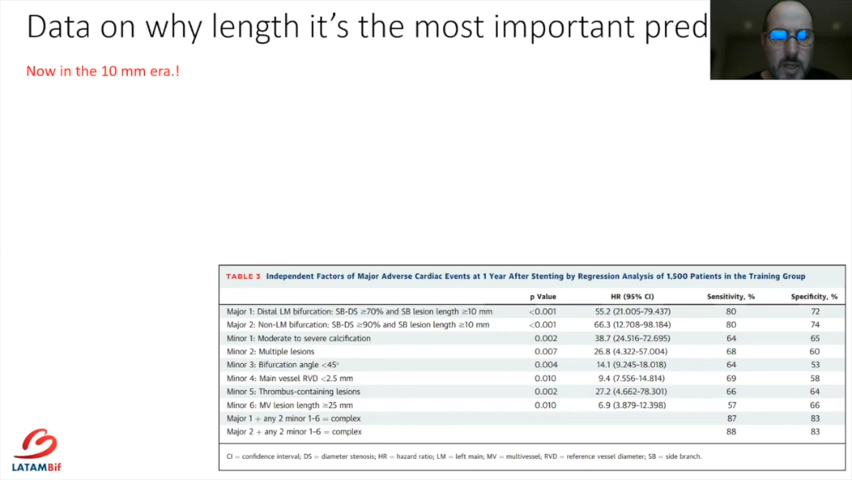 Data on why length it's the most important pred
Now in the 10 mm era.!
TABLE 3 Independent Factors of Major Adverse Cardiac Events at 1 Year After Stenting by Regression Analysis of 1,500 Patients in the Training Group
p Value HR (95% CI) Sensitivity, % Specificity, %
Major 1: Distal LM bifurcation: SB-DS ≥70% and SB lesion length ≥10 mm <0.001 55.2 (21.005-79.437) 80 72
Major 2: Non-LM bifurcation: SB-DS ≥90% and SB lesion length ≥10 mm <0.001 66.3 (12.708-98.184) 80 74
Minor 1: Moderate to severe calcification 0.002 38.7 (24.516-72.695) 64 65
Minor 2: Multiple lesions 0.007 26.8 (4.322-57.004) 68 60
Minor 3: Bifurcation angle <45° 0.004 14.1 (9.245-18.018) 64 53
Minor 4: Main vessel RVD <2.5 mm 0.010 9.4 (7.556-14.814) 69 58
Minor 5: Thrombus-containing lesions 0.002 27.2 (4.662-78.301) 66 64
Minor 6: MV lesion length ≥25 mm 0.010 6.9 (3.879-12.398) 57 66
Major 1 + any 2 minor 1-6 = complex 87 83
Major 2 + any 2 minor 1-6 = complex 88 83
CI = confidence interval; DS = diameter stenosis; HR = hazard ratio; LM = left main; MV = multivessel; RVD = reference vessel diameter; SB = side branch.
LATAMBif